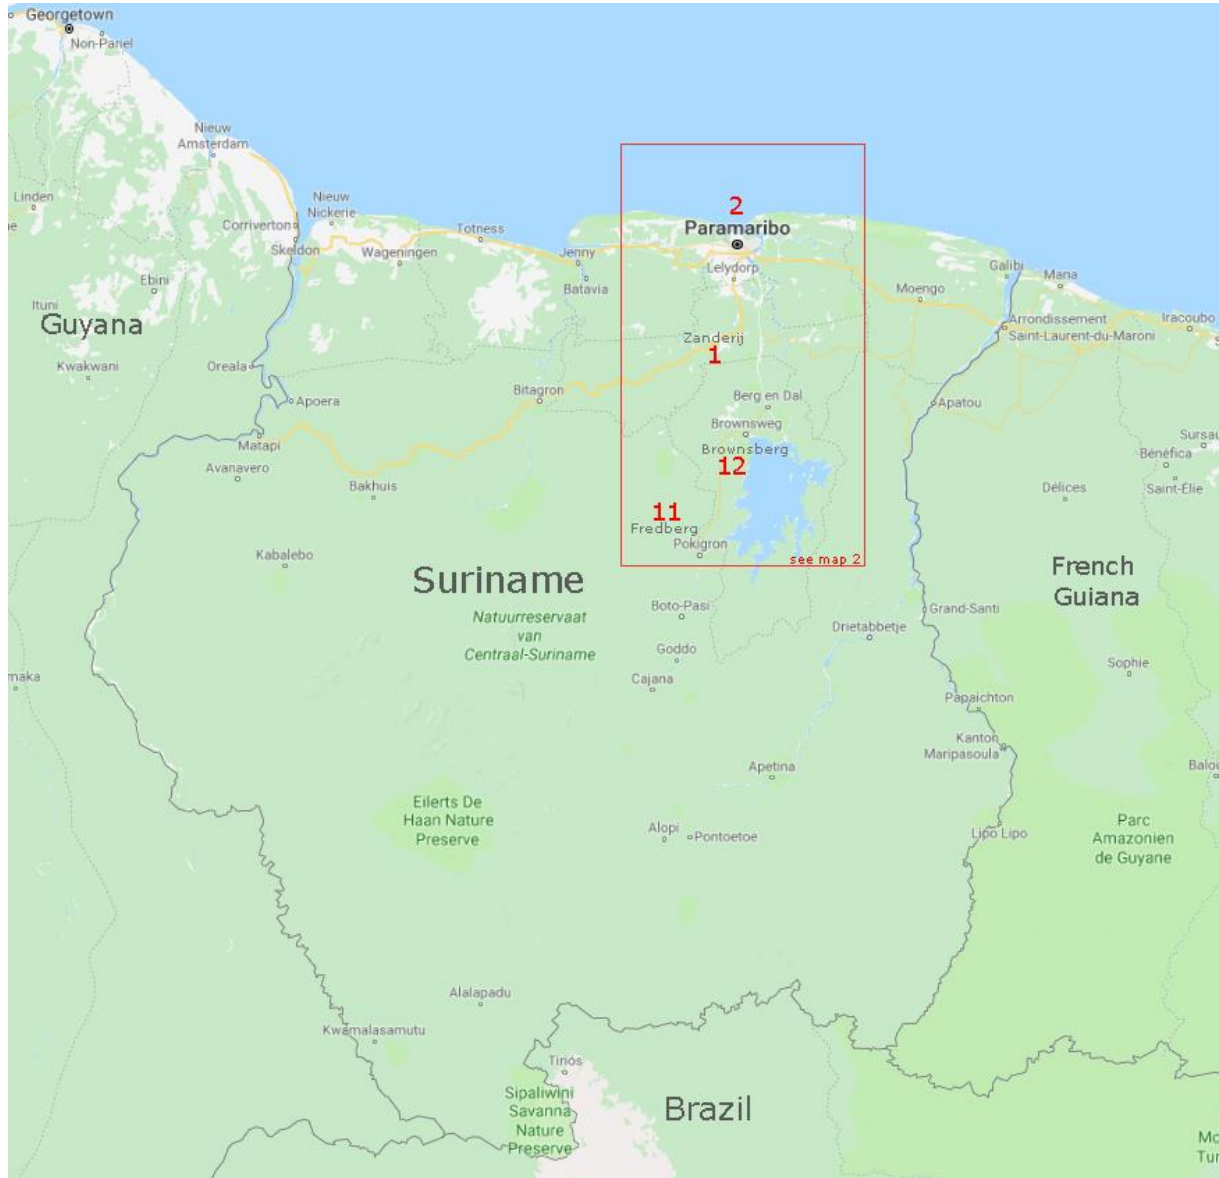 Georgetown
Non-Pariel
Nieuw
Amsterdam
Linden
Nieuw
Nickerie
Corriverton
Skeldon
Totness
Wageningen
Jenny
Batavia
2
Paramaribo
Lelydorp
Galibi
Mana
Moengo
Ebini
Ituni
Guyana
Kwakwani
Oreala
Zanderij
1
Arrondissement
Saint-Laurent-du-Maroni
Iracoubo
Bitagron
Apoera
Berg en Dal
Apatou
Matapi
Avanavero
Bakhuis
Brownsweg
Brownsberg
12
Bénéfica
Saint-Élie
Délices
11
Fredberg
Pokigron
see map 2
Kabalebo
Suriname
French
Guiana
Natuurreservaat
van
Centraal-Suriname
Boto-Pasi
Grand-Santi
Drietabbetje
Goddo
Cajana
Sophie
Papaichton
Kanton
Maripasoula
Apetina
Eilerts De
Haan Nature
Preserve
Alopi
Pontoetoe
Lipo Lipo
Parc
Amazonien
de Guyane
Alalapadu
Kwamalasamutu
Tiriós
Sipaliwini
Savanna
Nature
Preserve
Brazil